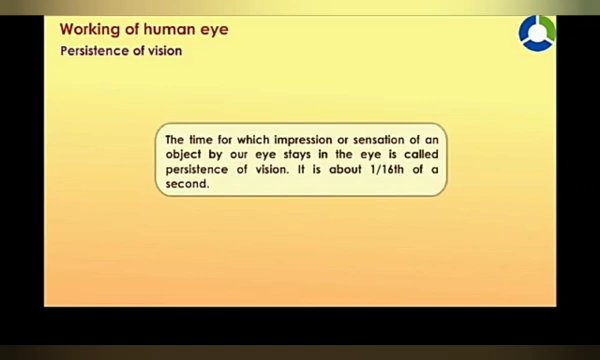 Working of human eye
Persistence of vision
The time for which impression or sensation of an
object by our eye stays in the eye is called
persistence of vision. It is about 1/16th of a
second.